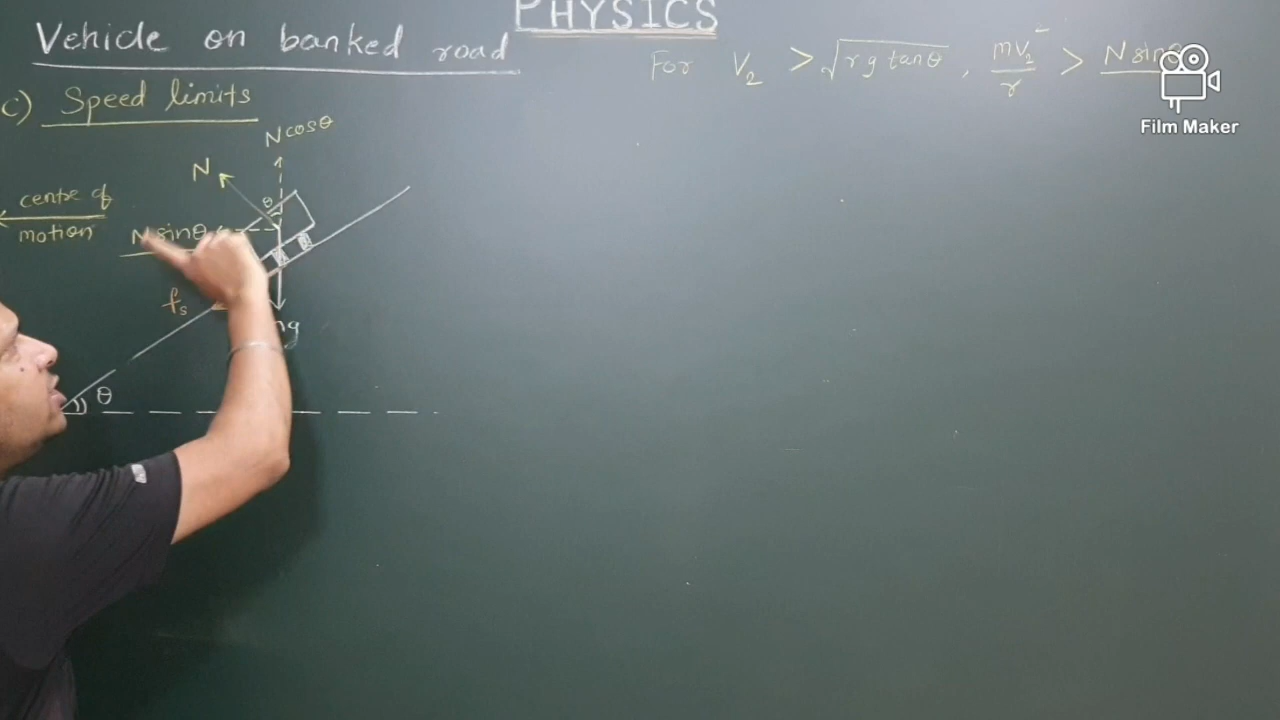 PHYSICS
Vehicle on banked road
For V₂ > √rg tanθ , mv₂²/r > N sinθ
Film Maker
c) Speed limits
N cosθ
N
θ
centre of
motion
N sinθ
fs
θ